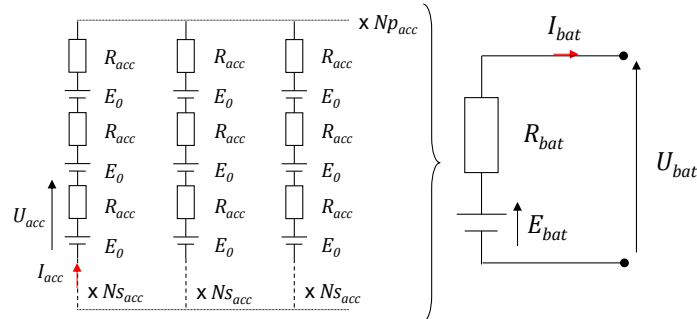 x Np_acc
I_bat
R_acc R_acc R_acc
E_0 E_0 E_0
R_acc R_acc R_acc
R_bat
E_0 E_0 E_0
U_bat
R_acc R_acc R_acc
U_acc
E_bat
E_0 E_0 E_0
I_acc
x Ns_acc x Ns_acc x Ns_acc